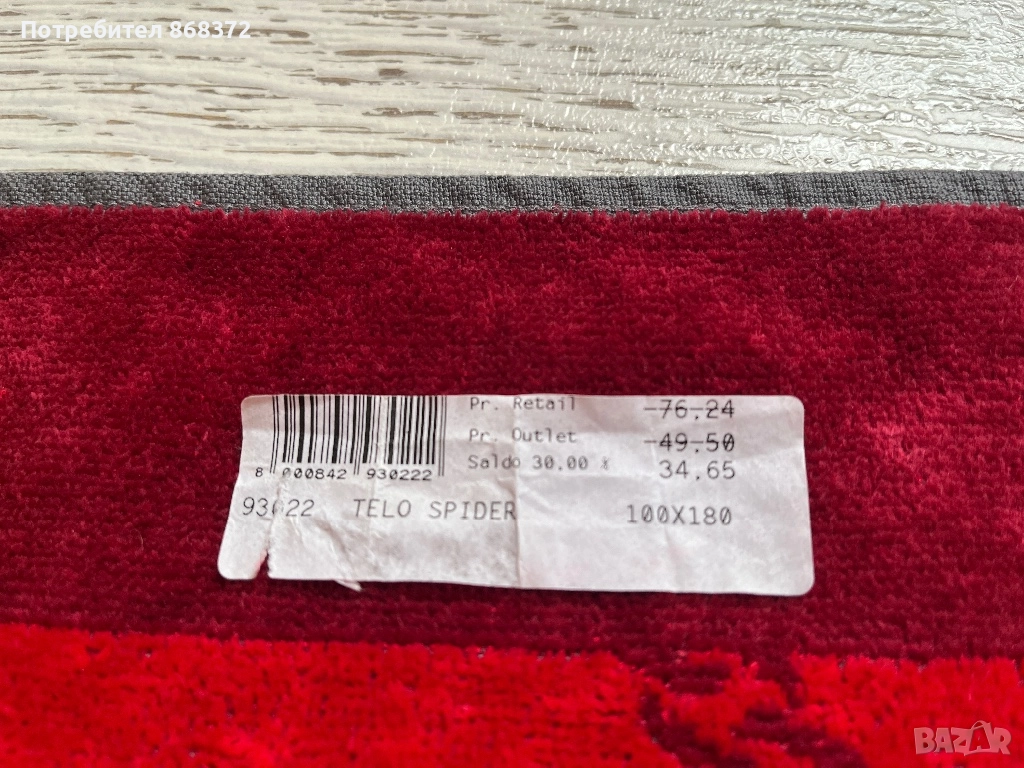 Потребител 868372
Pr. Retail 76,24
Pr. Outlet 49,50
Saldo 30.00 % 34,65
8 000842 930222
TELO SPIDER 100X180
BAZAR